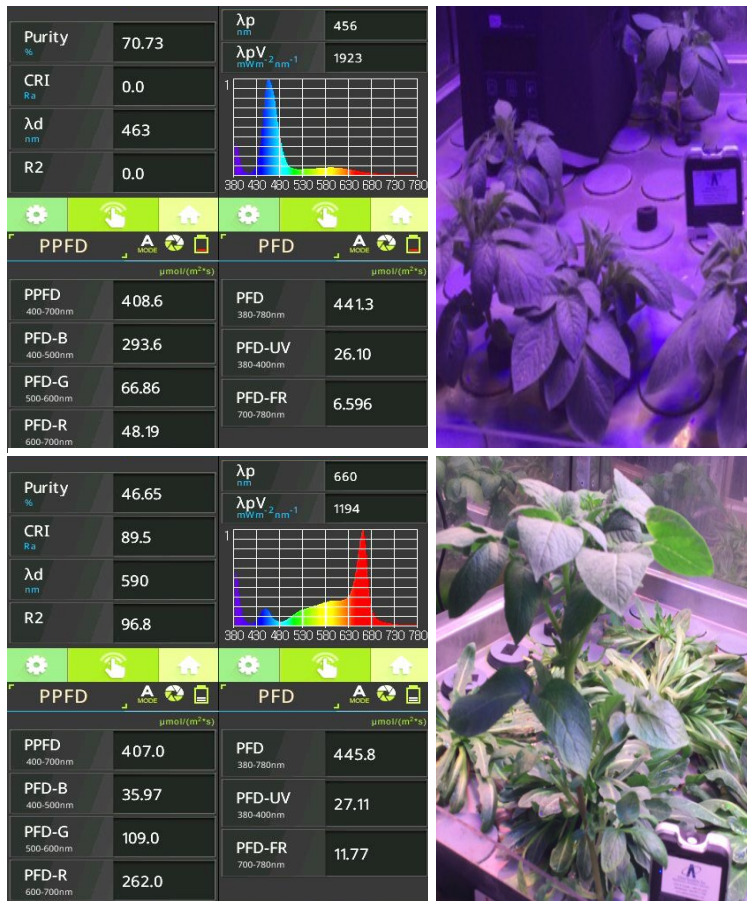 Purity
%
70.73
CRI
Ra
0.0
λd
nm
463
R2
0.0
λp
nm
456
λpV
mWm-2nm-1
1923
1
380 430 480 530 580 630 680 730 780
PPFD
A
MODE
μmol/(m²*s)
PPFD
400-700nm
408.6
PFD-B
400-500nm
293.6
PFD-G
500-600nm
66.86
PFD-R
600-700nm
48.19
PFD
A
MODE
μmol/(m²*s)
PFD
380-780nm
441.3
PFD-UV
380-400nm
26.10
PFD-FR
700-780nm
6.596
Purity
%
46.65
CRI
Ra
89.5
λd
nm
590
R2
96.8
λp
nm
660
λpV
mWm-2nm-1
1194
1
380 430 480 530 580 630 680 730 780
PPFD
A
MODE
μmol/(m²*s)
PPFD
400-700nm
407.0
PFD-B
400-500nm
35.97
PFD-G
500-600nm
109.0
PFD-R
600-700nm
262.0
PFD
A
MODE
μmol/(m²*s)
PFD
380-780nm
445.8
PFD-UV
380-400nm
27.11
PFD-FR
700-780nm
11.77